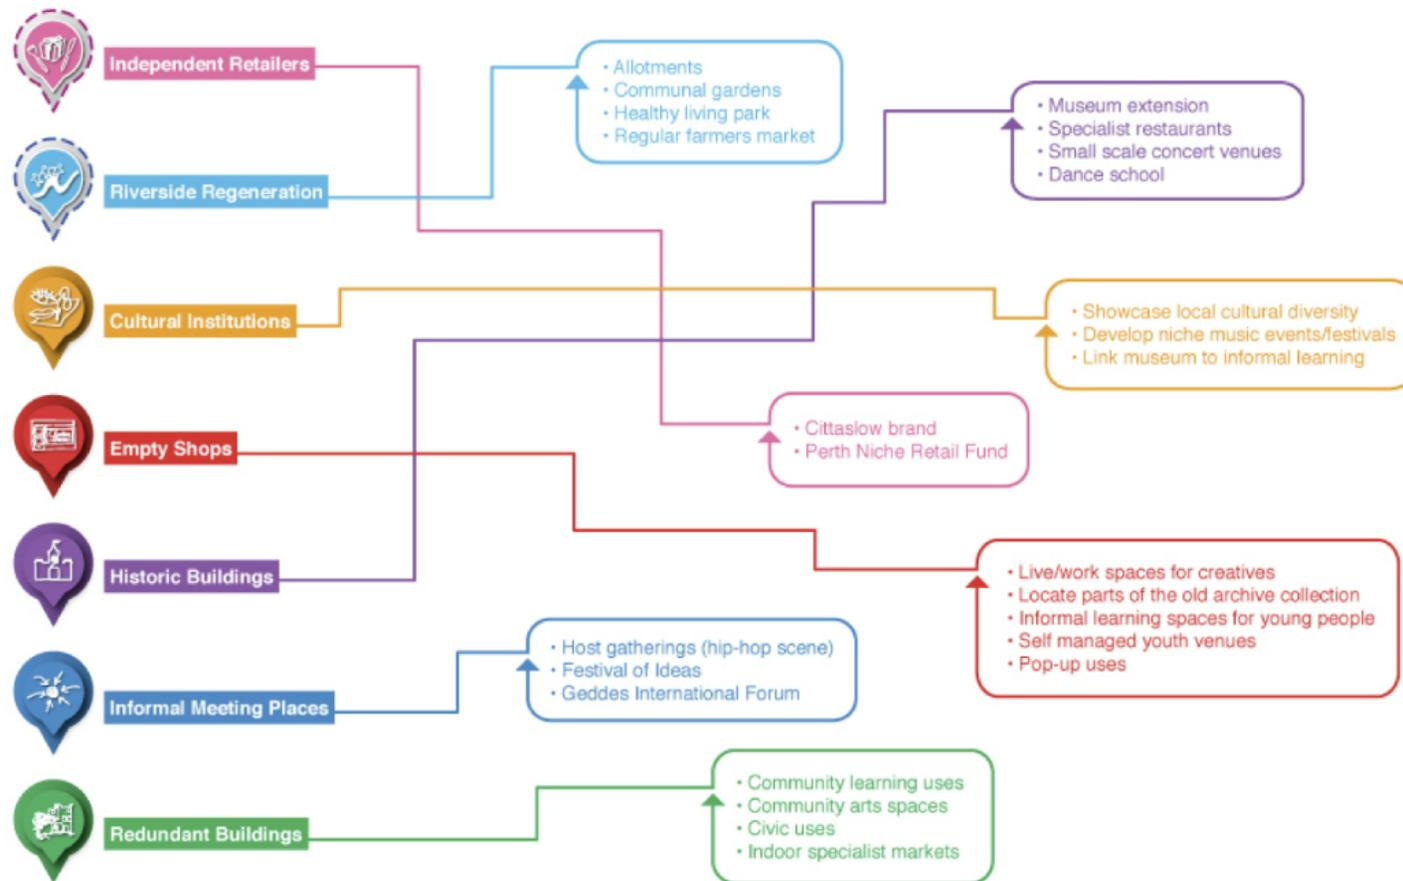 Independent Retailers
Riverside Regeneration
Cultural Institutions
Empty Shops
Historic Buildings
Informal Meeting Places
Redundant Buildings
• Allotments
• Communal gardens
• Healthy living park
• Regular farmers market
• Museum extension
• Specialist restaurants
• Small scale concert venues
• Dance school
• Showcase local cultural diversity
• Develop niche music events/festivals
• Link museum to informal learning
• Cittaslow brand
• Perth Niche Retail Fund
• Live/work spaces for creatives
• Locate parts of the old archive collection
• Informal learning spaces for young people
• Self managed youth venues
• Pop-up uses
• Host gatherings (hip-hop scene)
• Festival of Ideas
• Geddes International Forum
• Community learning uses
• Community arts spaces
• Civic uses
• Indoor specialist markets